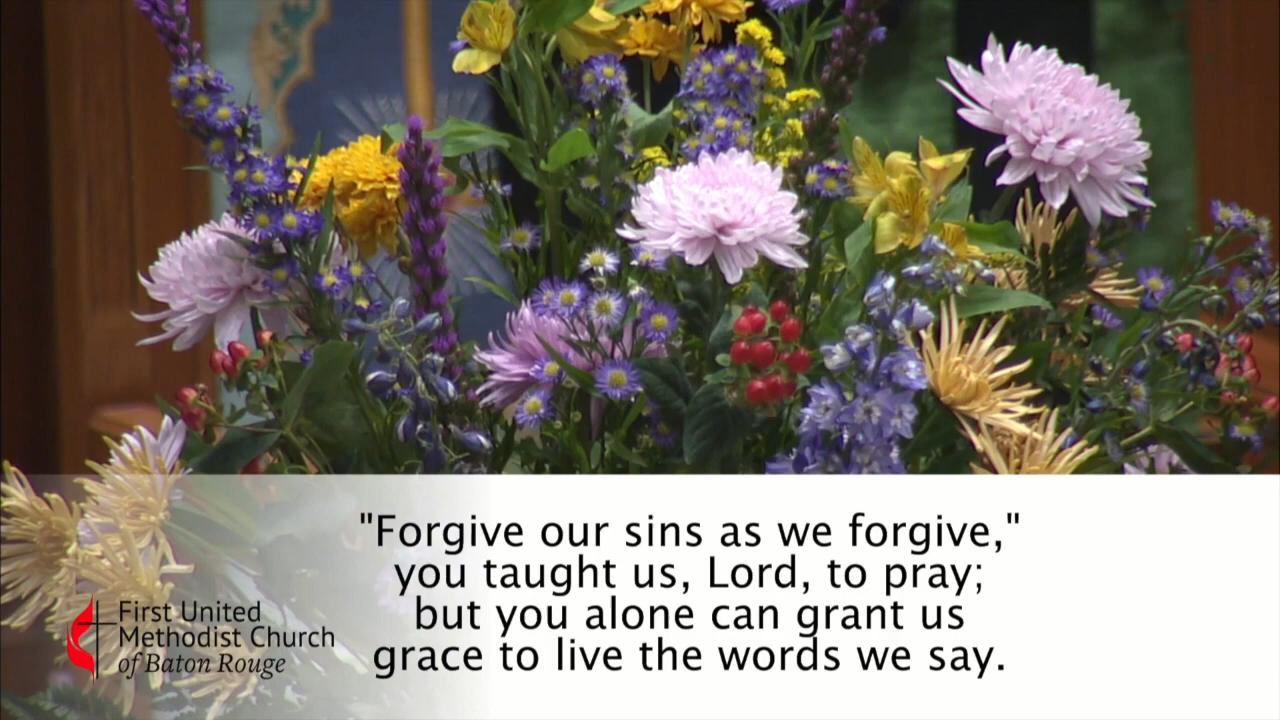 "Forgive our sins as we forgive,"
you taught us, Lord, to pray;
but you alone can grant us
grace to live the words we say.
First United
Methodist Church
of Baton Rouge